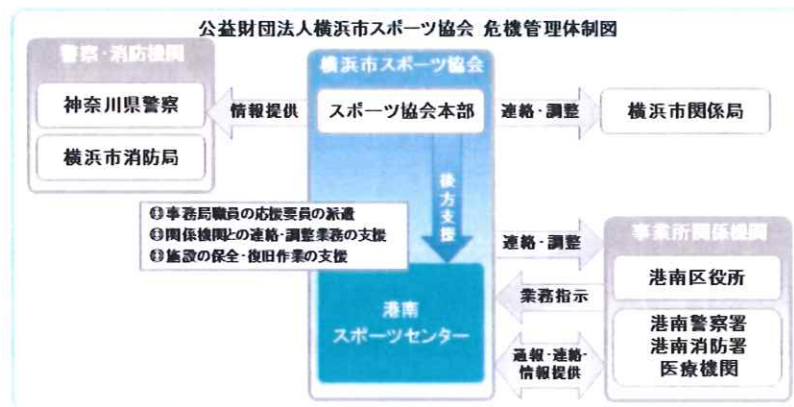 公益財団法人横浜市スポーツ協会 危機管理体制図
警察・消防機関
神奈川県警察
横浜市消防局
情報提供
横浜市スポーツ協会
スポーツ協会本部
連絡・調整
横浜市関係局
後方支援
事務局職員の応援要員の派遣
関係機関との連絡・調整業務の支援
施設の保全・復旧作業の支援
港南
スポーツセンター
連絡・調整
業務指示
通報・連絡・
情報提供
事業所関係機関
港南区役所
港南警察署
港南消防署
医療機関